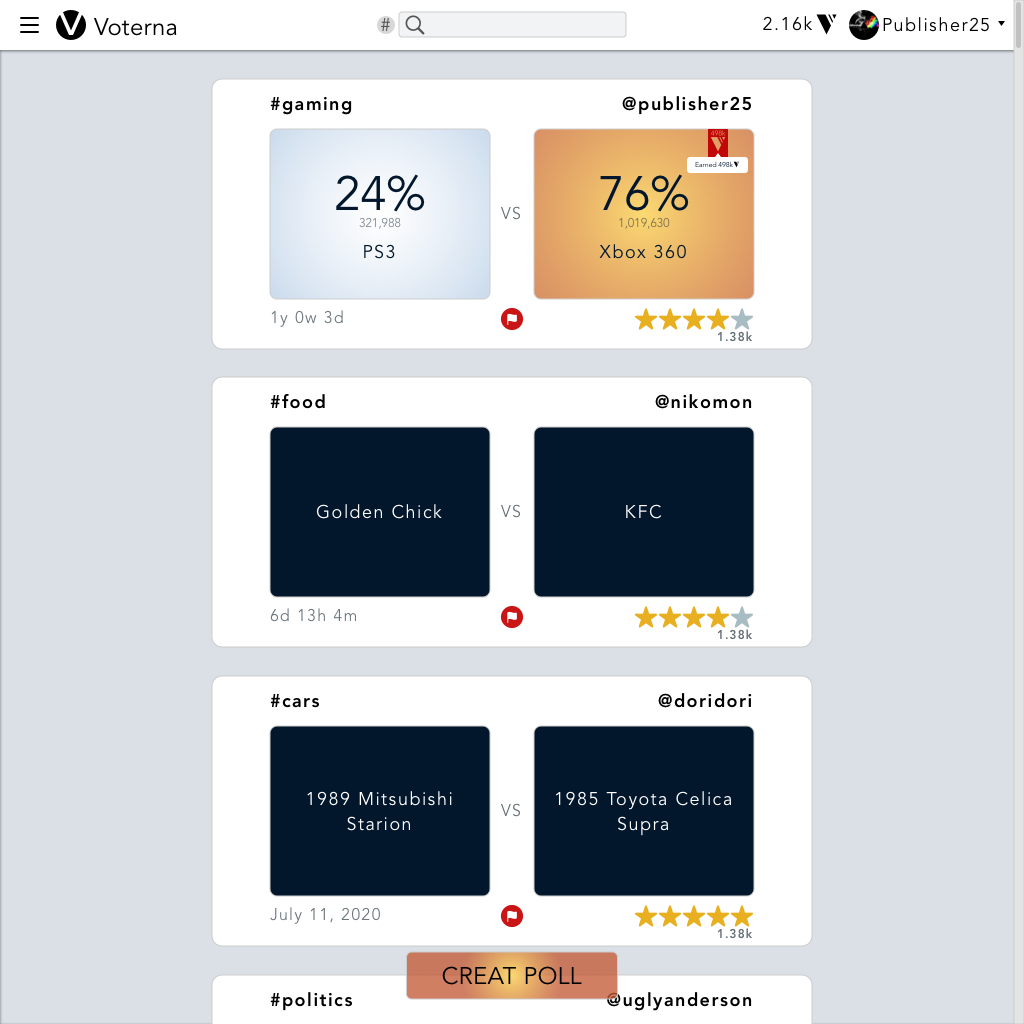 Voterna
#
2.16k
Publisher25
#gaming
@publisher25
498k
Earned 498k
24%
321,988
PS3
VS
76%
1,019,630
Xbox 360
1y 0w 3d
1.38k
#food
@nikomon
Golden Chick
VS
KFC
6d 13h 4m
1.38k
#cars
@doridori
1989 Mitsubishi
Starion
VS
1985 Toyota Celica
Supra
July 11, 2020
1.38k
CREAT POLL
#politics
@uglyanderson